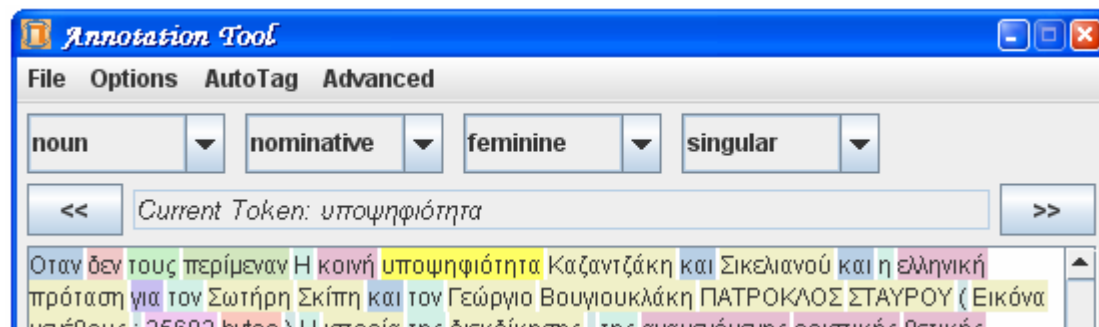 Annotation Tool
File Options AutoTag Advanced
noun nominative feminine singular
<< Current Token: υποψηφιότητα >>
Οταν δεν τους περίμεναν Η κοινή υποψηφιότητα Καζαντζάκη και Σικελιανού και η ελληνική
πρόταση για τον Σωτήρη Σκίπη και τον Γεώργιο Βουγιουκλάκη ΠΑΤΡΟΚΛΟΣ ΣΤΑΥΡΟΥ ( Εικόνα